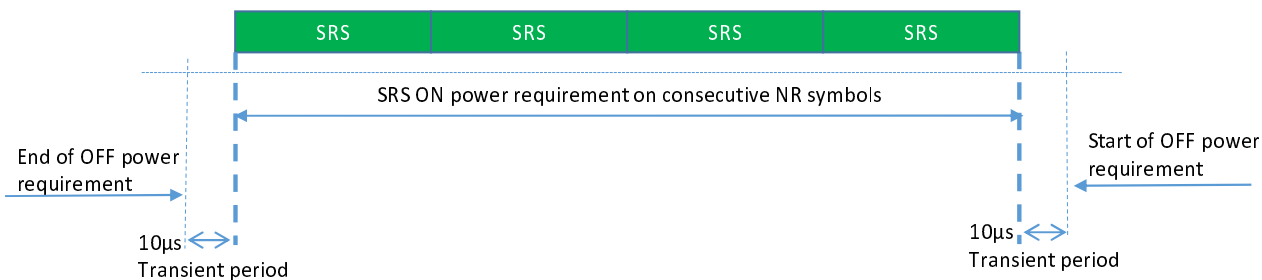 SRS SRS SRS SRS
SRS ON power requirement on consecutive NR symbols
End of OFF power
requirement
Start of OFF power
requirement
10µs
Transient period
10µs
Transient period